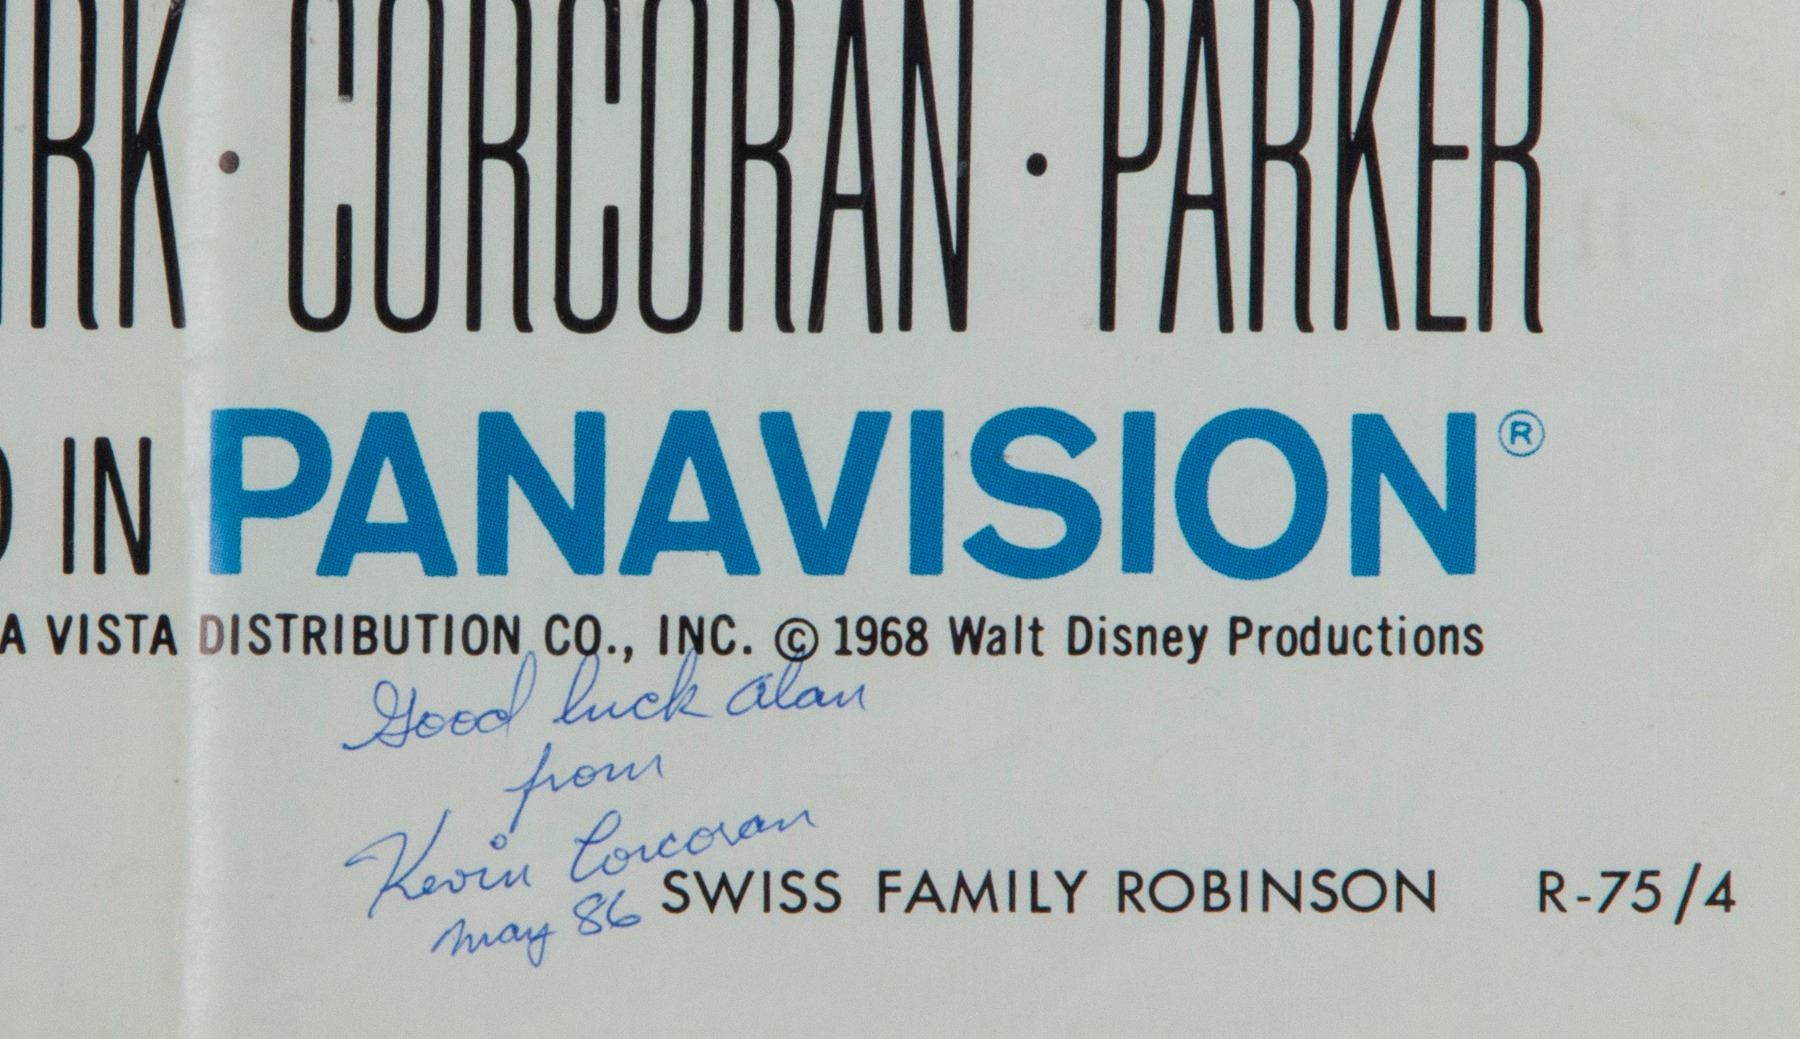 IRK · CORCORAN · PARKER
IN PANAVISION®
A VISTA DISTRIBUTION CO., INC. © 1968 Walt Disney Productions
Good luck Alan
from
Kevin Corcoran
May 86
SWISS FAMILY ROBINSON R-75/4